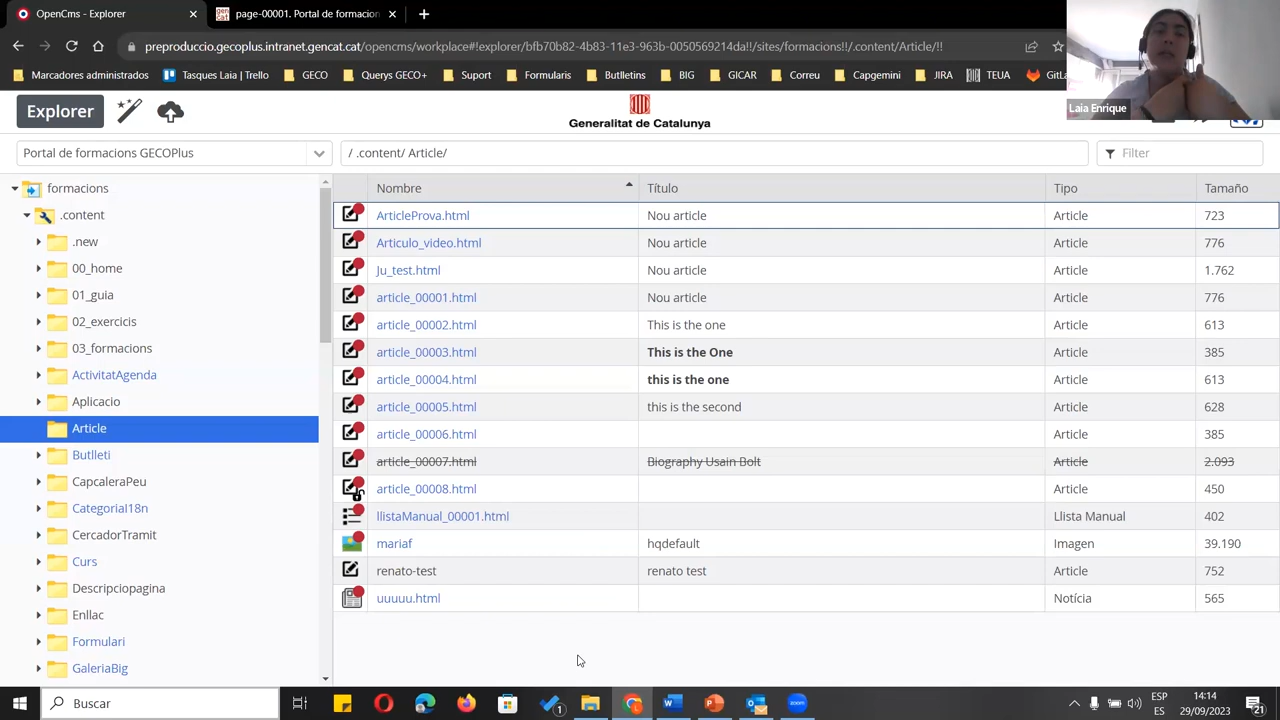 OpenCms - Explorer
page-00001. Portal de formacion
preproduccio.gecoplus.intranet.gencat.cat/opencms/workplace#!explorer/bfb70b82-4b83-11e3-963b-0050569214da!!/sites/formacions!!/.content/Article/!!
Marcadores administrados
Tasques Laia | Trello
GECO
Querys GECO+
Suport
Formularis
Butlletins
BIG
GICAR
Correu
Capgemini
JIRA
TEUA
GitLa
Laia Enrique
Explorer
Generalitat de Catalunya
Portal de formacions GECOPlus
/ .content/ Article/
Filter
formacions
.content
.new
00_home
01_guia
02_exercicis
03_formacions
ActivitatAgenda
Aplicacio
Article
Butlleti
CapcaleraPeu
CategoriaI18n
CercadorTramit
Curs
Descripciopagina
Enllac
Formulari
GaleriaBig
Nombre Título Tipo Tamaño
ArticleProva.html Nou article Article 723
Articulo_video.html Nou article Article 776
Ju_test.html Nou article Article 1.762
article_00001.html Nou article Article 776
article_00002.html This is the one Article 613
article_00003.html This is the One Article 385
article_00004.html this is the one Article 613
article_00005.html this is the second Article 628
article_00006.html Article 385
article_00007.html Biography Usain Bolt Article 2.093
article_00008.html Article 450
llistaManual_00001.html Llista Manual 402
mariaf hqdefault Imagen 39.190
renato-test renato test Article 752
uuuuu.html Notícia 565
Buscar
1
ESP
ES
14:14
29/09/2023
21